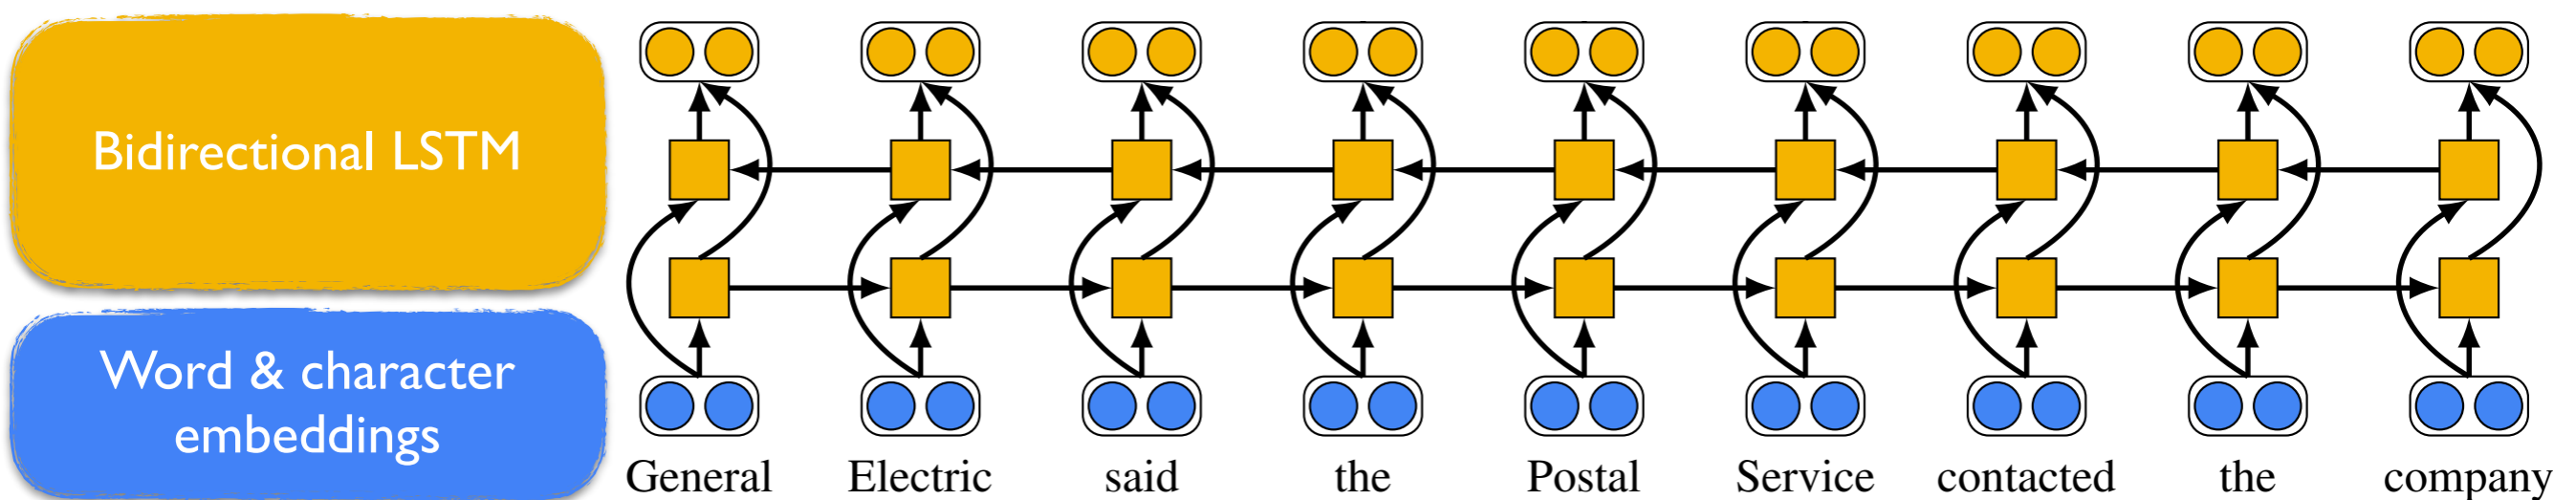 Bidirectional LSTM
Word & character
embeddings
General Electric said the Postal Service contacted the company